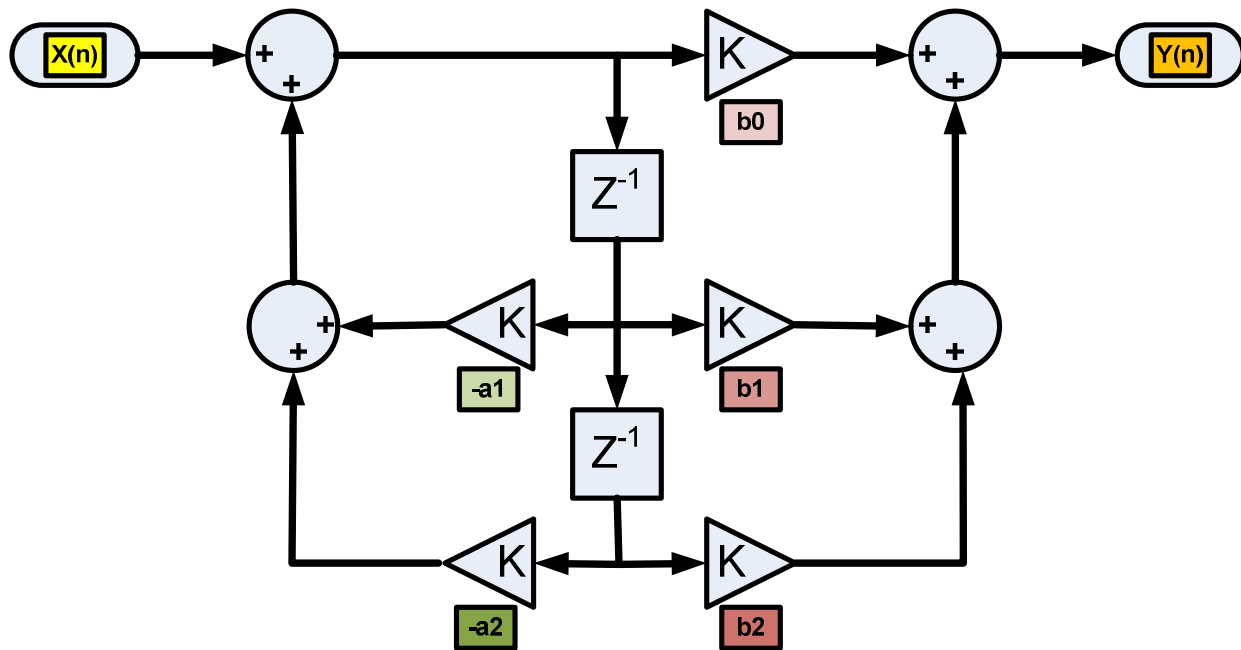 X(n) + + K + + Y(n)
b0
Z-1
+ + K K + +
-a1 b1
Z-1
K K
-a2 b2